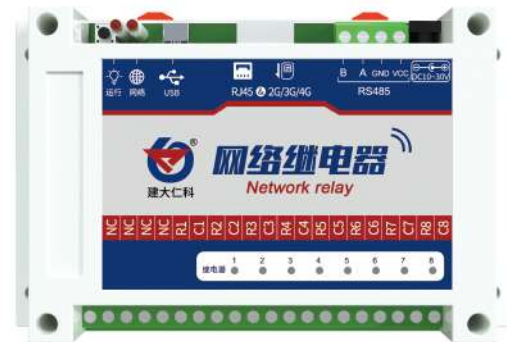 B A GND VCC DC10~30V
运行 网络 USB RJ45 & 2G/3G/4G RS485
网络继电器
建大仁科 ®
Network relay
NC NC NC NC R1 C1 R2 C2 R3 C3 R4 C4 R5 C5 R6 C6 R7 C7 R8 C8
1 2 3 4 5 6 7 8
继电器